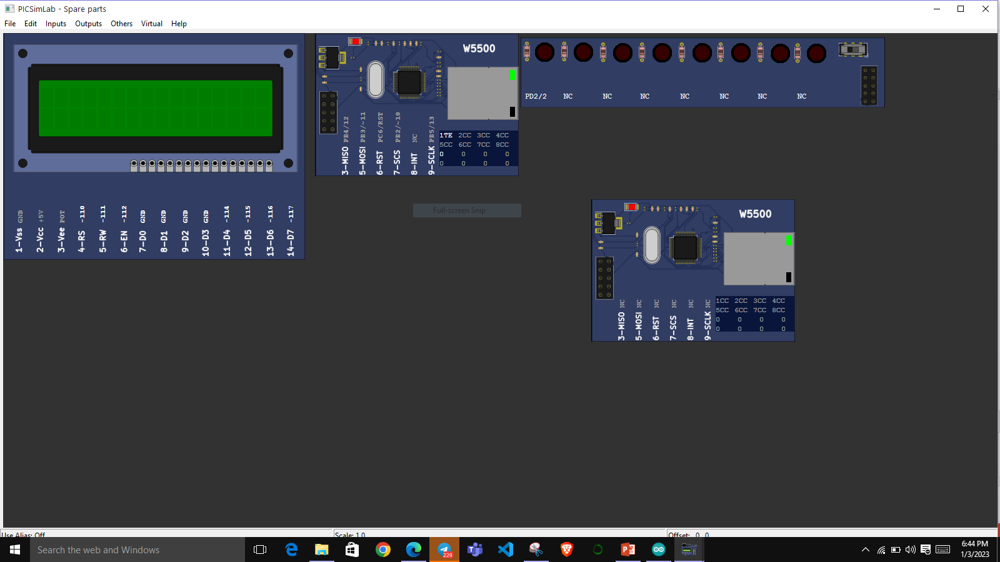 PICSimLab - Spare parts
File Edit Inputs Outputs Others Virtual Help
1-Vss GND
2-Vcc +5V
3-Vee POT
4-RS -110
5-RW -111
6-EN -112
7-D0 GND
8-D1 GND
9-D2 GND
10-D3 GND
11-D4 -114
12-D5 -115
13-D6 -116
14-D7 -117
W5500
3-MISO PB4/12
5-MOSI PB3/~11
6-RST PC6/RST
7-SCS PB2/~10
8-INT NC
9-SCLK PB5/13
1TE 2CC 3CC 4CC
5CC 6CC 7CC 8CC
0 0 0 0
0 0 0 0
PD2/2 NC NC NC NC NC NC NC
Full-screen Snip
W5500
3-MISO NC
5-MOSI NC
6-RST NC
7-SCS NC
8-INT NC
9-SCLK NC
1CC 2CC 3CC 4CC
5CC 6CC 7CC 8CC
0 0 0 0
0 0 0 0
Use Alias: Off Scale: 1.0 Offset: 0 0
Search the web and Windows
229
6:44 PM
1/3/2023